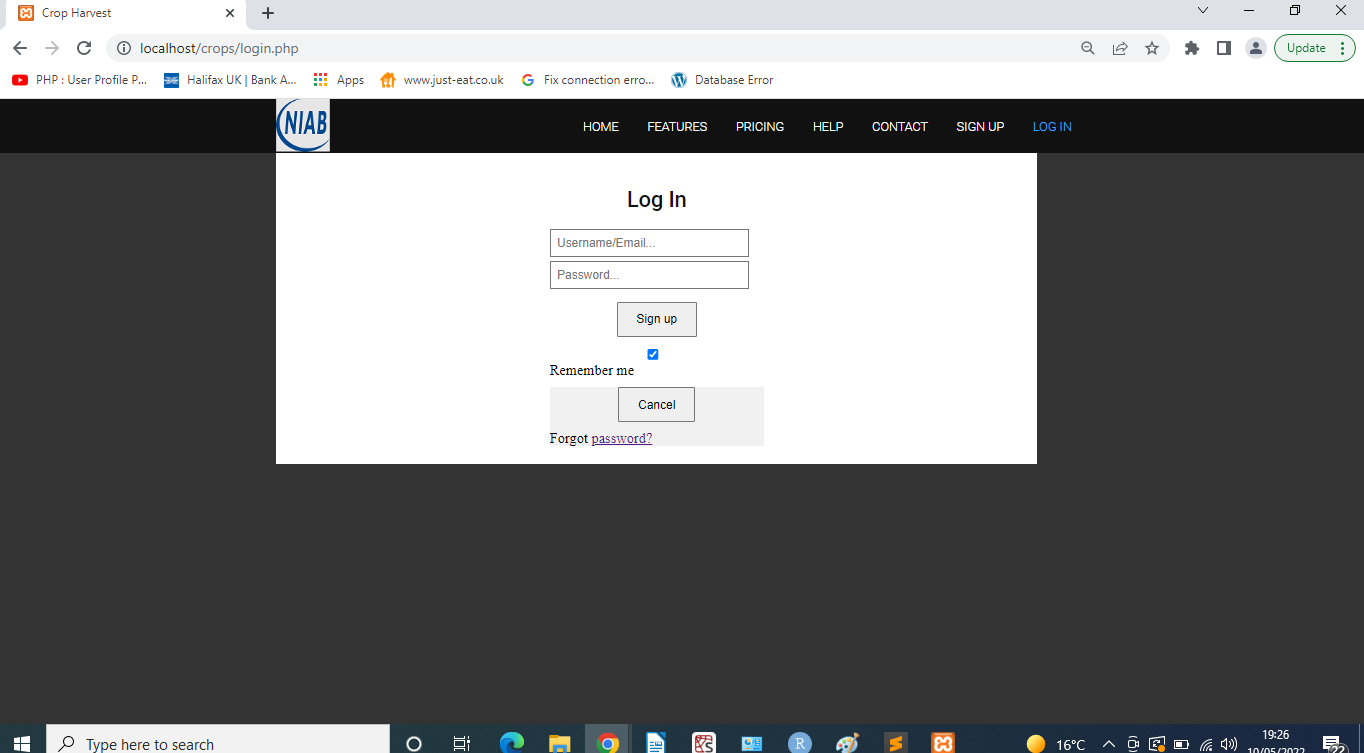 Crop Harvest
localhost/crops/login.php
Update
PHP : User Profile P...
Halifax UK | Bank A...
Apps
www.just-eat.co.uk
Fix connection erro...
Database Error
NIAB
HOME FEATURES PRICING HELP CONTACT SIGN UP LOG IN
Log In
Username/Email...
Password...
Sign up
Remember me
Cancel
Forgot password?
Type here to search
R
16°C
19:26
10/05/2022
22